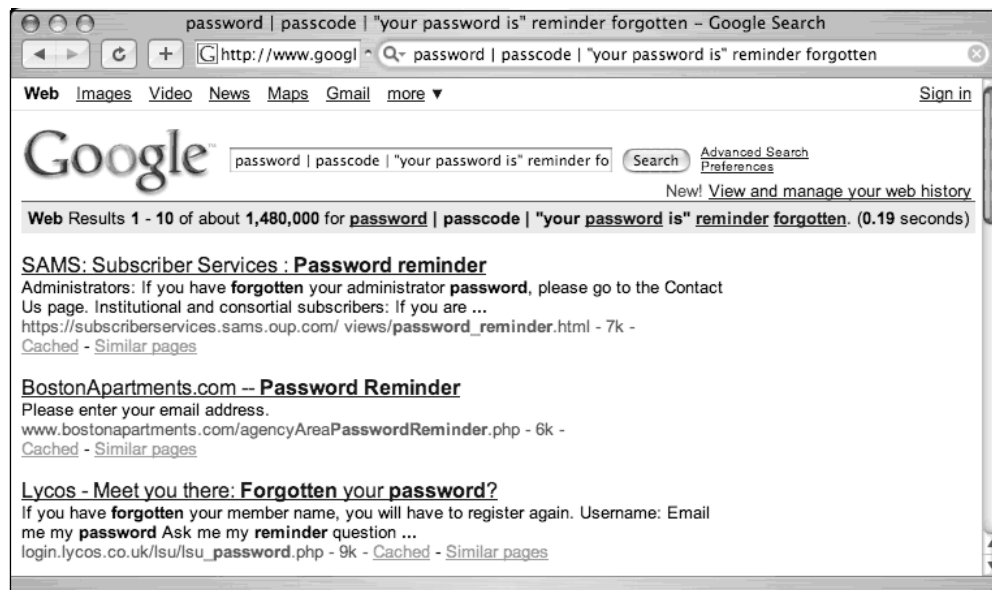 password | passcode | "your password is" reminder forgotten – Google Search
G http://www.googl password | passcode | "your password is" reminder forgotten
Web Images Video News Maps Gmail more ▼ Sign in
Google™ password | passcode | "your password is" reminder fo Search Advanced Search
Preferences
New! View and manage your web history
Web Results 1 - 10 of about 1,480,000 for password | passcode | "your password is" reminder forgotten. (0.19 seconds)
SAMS: Subscriber Services : Password reminder
Administrators: If you have forgotten your administrator password, please go to the Contact
Us page. Institutional and consortial subscribers: If you are ...
https://subscriberservices.sams.oup.com/ views/password_reminder.html - 7k -
Cached - Similar pages
BostonApartments.com -- Password Reminder
Please enter your email address.
www.bostonapartments.com/agencyAreaPasswordReminder.php - 6k -
Cached - Similar pages
Lycos - Meet you there: Forgotten your password?
If you have forgotten your member name, you will have to register again. Username: Email
me my password Ask me my reminder question ...
login.lycos.co.uk/lsu/lsu_password.php - 9k - Cached - Similar pages